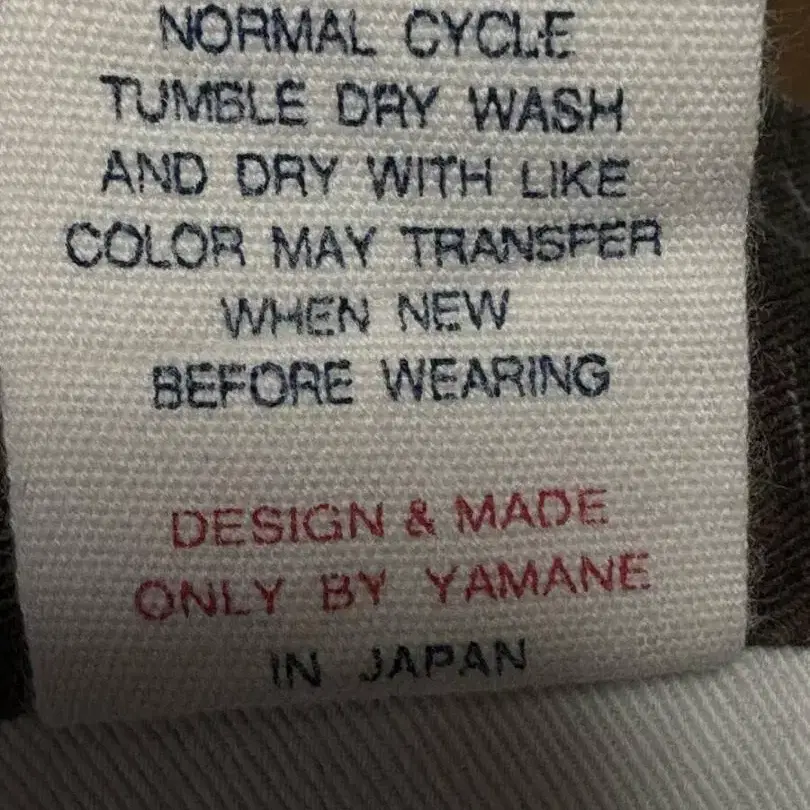 NORMAL CYCLE
TUMBLE DRY WASH
AND DRY WITH LIKE
COLOR MAY TRANSFER
WHEN NEW
BEFORE WEARING
DESIGN & MADE
ONLY BY YAMANE
IN JAPAN